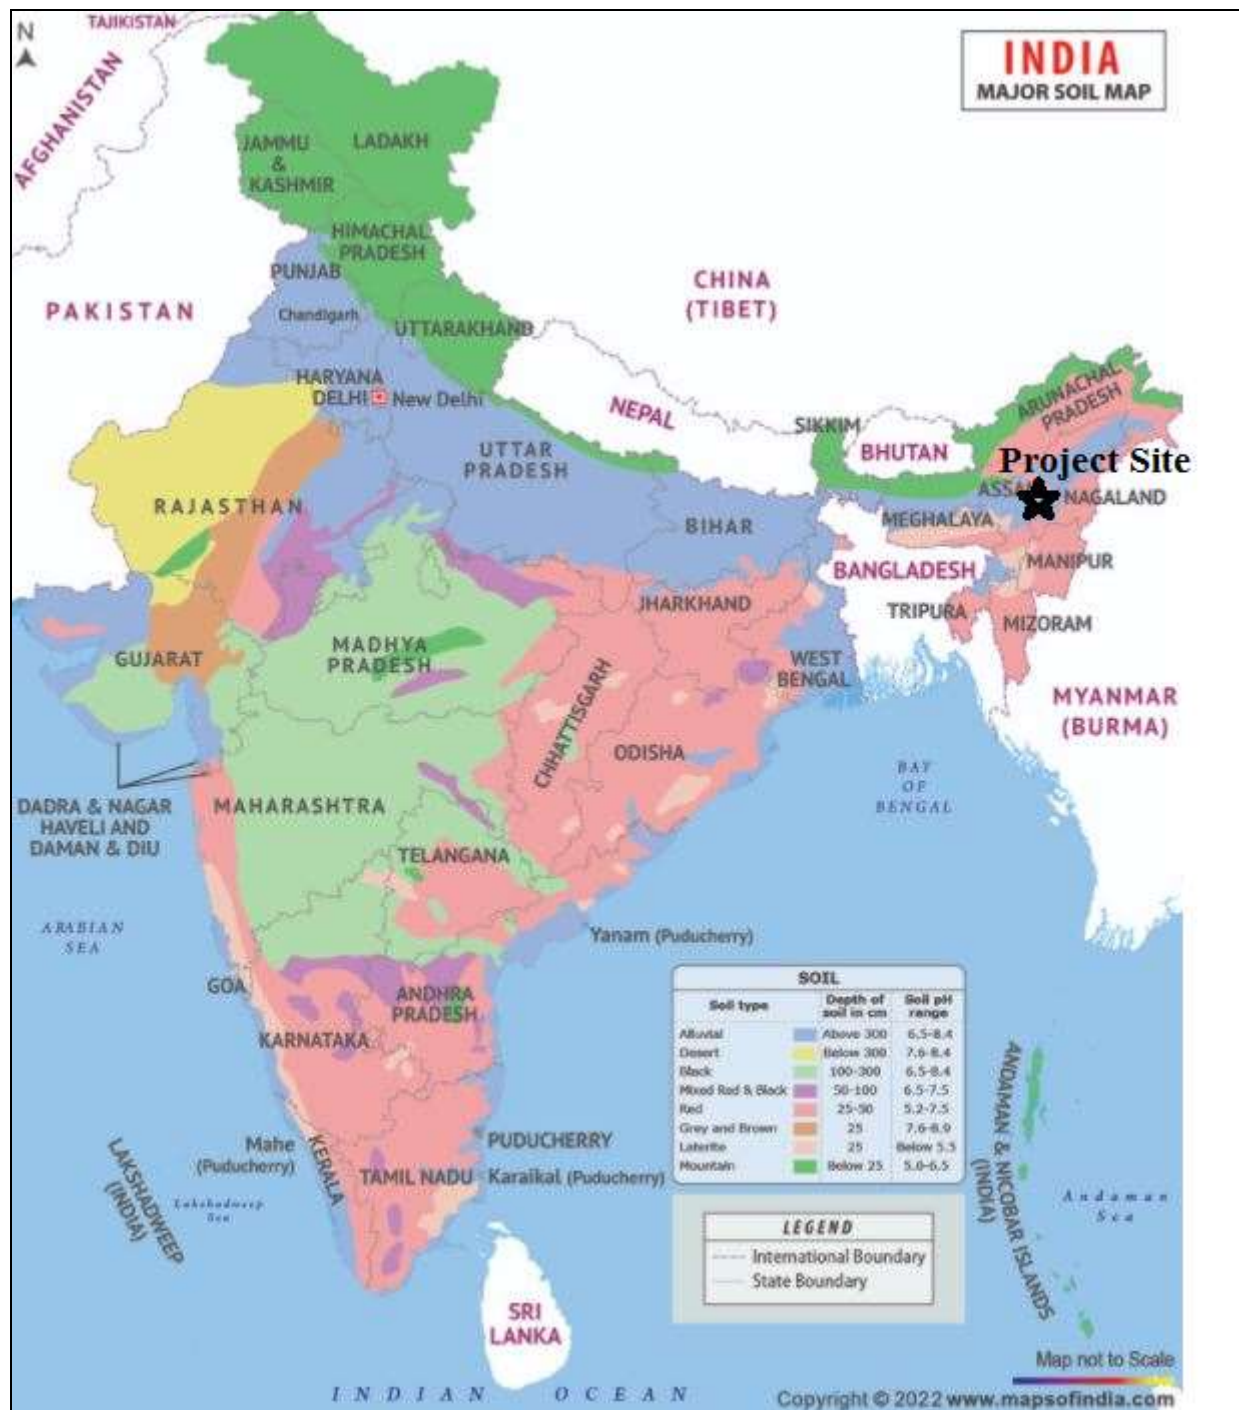 N
TAJIKISTAN
AFGHANISTAN
INDIA
MAJOR SOIL MAP
JAMMU
&
KASHMIR
LADAKH
HIMACHAL
PRADESH
PUNJAB
Chandigarh
PAKISTAN
CHINA
(TIBET)
UTTARAKHAND
HARYANA
DELHI
New Delhi
NEPAL
SIKKIM
BHUTAN
ARUNACHAL
PRADESH
Project Site
UTTAR
PRADESH
RAJASTHAN
BIHAR
ASSA
NAGALAND
MEGHALAYA
BANGLADESH
MANIPUR
TRIPURA
MIZORAM
JHARKHAND
GUJARAT
MADHYA
PRADESH
WEST
BENGAL
MYANMAR
(BURMA)
CHHATTISGARH
ODISHA
BAY
OF
BENGAL
DADRA & NAGAR
HAVELI AND
DAMAN & DIU
MAHARASHTRA
TELANGANA
ARABIAN
SEA
Yanam (Puducherry)
GOA
ANDHRA
PRADESH
KARNATAKA
SOIL
Soil type Depth of soil in cm Soil pH range
Alluvial Above 300 6.5-8.4
Desert Below 300 7.6-8.4
Black 100-300 6.5-8.4
Mixed Red & Black 50-100 6.5-7.5
Red 25-50 5.2-7.5
Grey and Brown 25 7.6-8.9
Laterite 25 Below 5.5
Mountain Below 25 5.0-6.5
Mahe
(Puducherry)
KERALA
PUDUCHERRY
TAMIL NADU
Karaikal (Puducherry)
LAKSHADWEEP
(INDIA)
Lakshadweep
Sea
ANDAMAN & NICOBAR ISLANDS
(INDIA)
Andaman
Sea
LEGEND
International Boundary
State Boundary
SRI
LANKA
INDIAN OCEAN
Map not to Scale
Copyright © 2022 www.mapsofindia.com